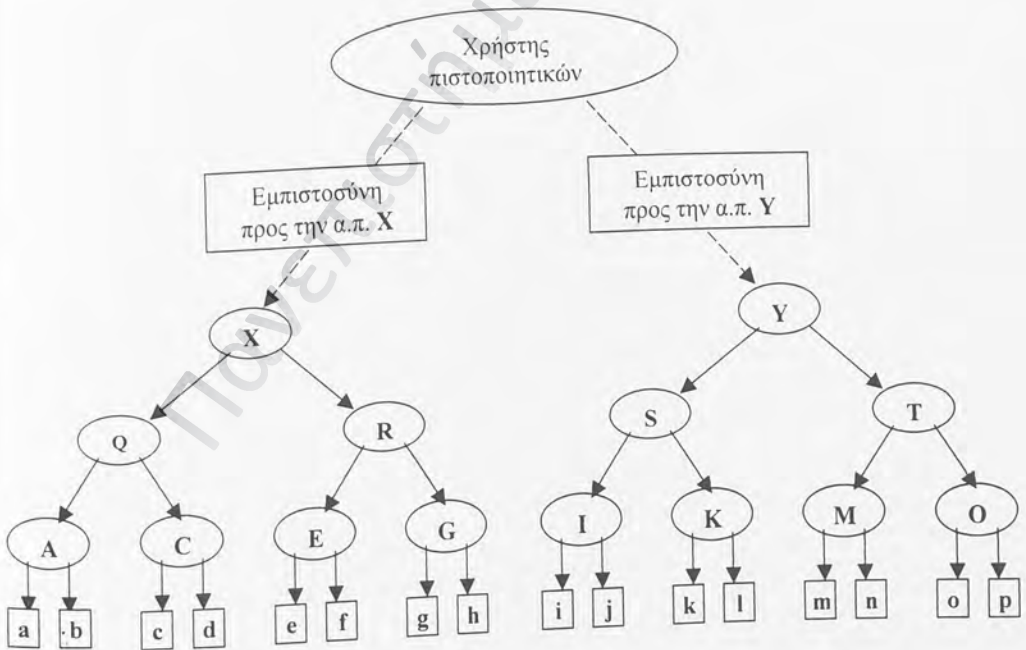 Χρήστης
πιστοποιητικών
Εμπιστοσύνη
προς την α.π. X
Εμπιστοσύνη
προς την α.π. Y
X
Y
Q
R
S
T
A
C
E
G
I
K
M
O
a
b
c
d
e
f
g
h
i
j
k
l
m
n
o
p